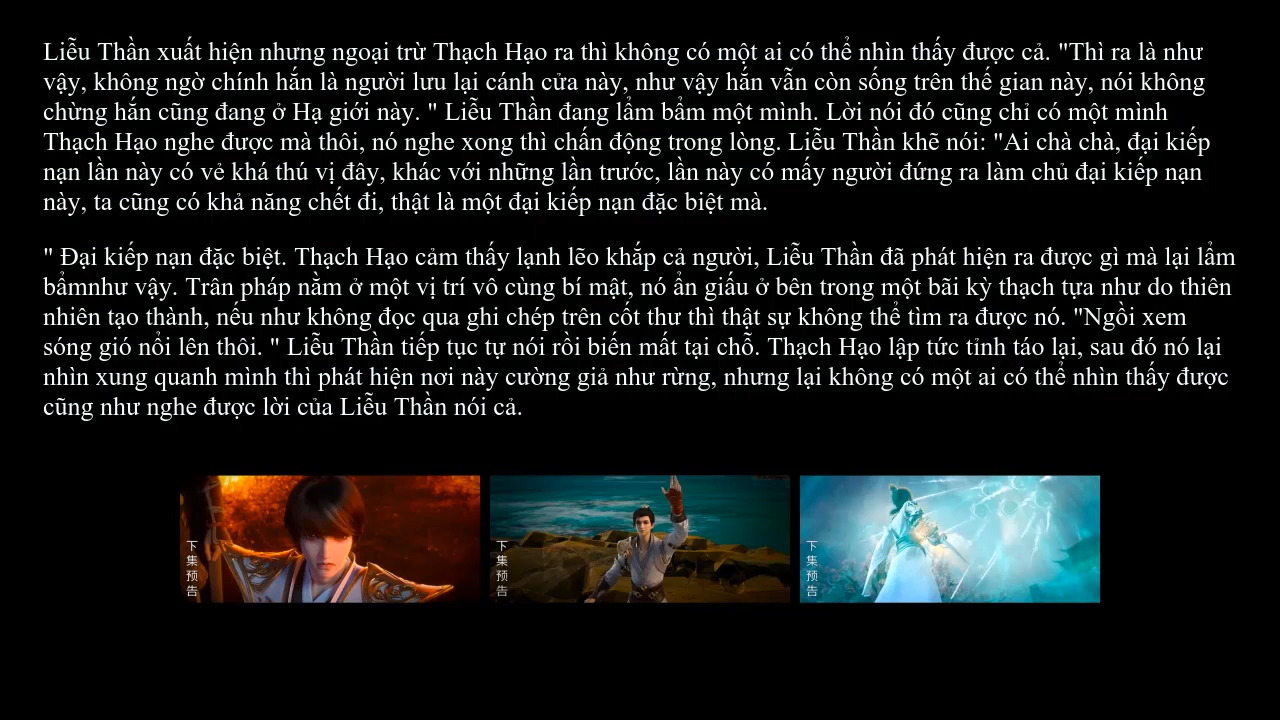 Liễu Thần xuất hiện nhưng ngoại trừ Thạch Hạo ra thì không có một ai có thể nhìn thấy được cả. "Thì ra là như
vậy, không ngờ chính hắn là người lưu lại cánh cửa này, như vậy hắn vẫn còn sống trên thế gian này, nói không
chừng hắn cũng đang ở Hạ giới này. " Liễu Thần đang lẩm bẩm một mình. Lời nói đó cũng chỉ có một mình
Thạch Hạo nghe được mà thôi, nó nghe xong thì chấn động trong lòng. Liễu Thần khẽ nói: "Ai chà chà, đại kiếp
nạn lần này có vẻ khá thú vị đây, khác với những lần trước, lần này có mấy người đứng ra làm chủ đại kiếp nạn
này, ta cũng có khả năng chết đi, thật là một đại kiếp nạn đặc biệt mà.
" Đại kiếp nạn đặc biệt. Thạch Hạo cảm thấy lạnh lẽo khắp cả người, Liễu Thần đã phát hiện ra được gì mà lại lẩm
bẩmnhư vậy. Trân pháp nằm ở một vị trí vô cùng bí mật, nó ẩn giấu ở bên trong một bãi kỳ thạch tựa như do thiên
nhiên tạo thành, nếu như không đọc qua ghi chép trên cốt thư thì thật sự không thể tìm ra được nó. "Ngồi xem
sóng gió nổi lên thôi. " Liễu Thần tiếp tục tự nói rồi biến mất tại chỗ. Thạch Hạo lập tức tỉnh táo lại, sau đó nó lại
nhìn xung quanh mình thì phát hiện nơi này cường giả như rừng, nhưng lại không có một ai có thể nhìn thấy được
cũng như nghe được lời của Liễu Thần nói cả.
下集预告
下集预告
下集预告